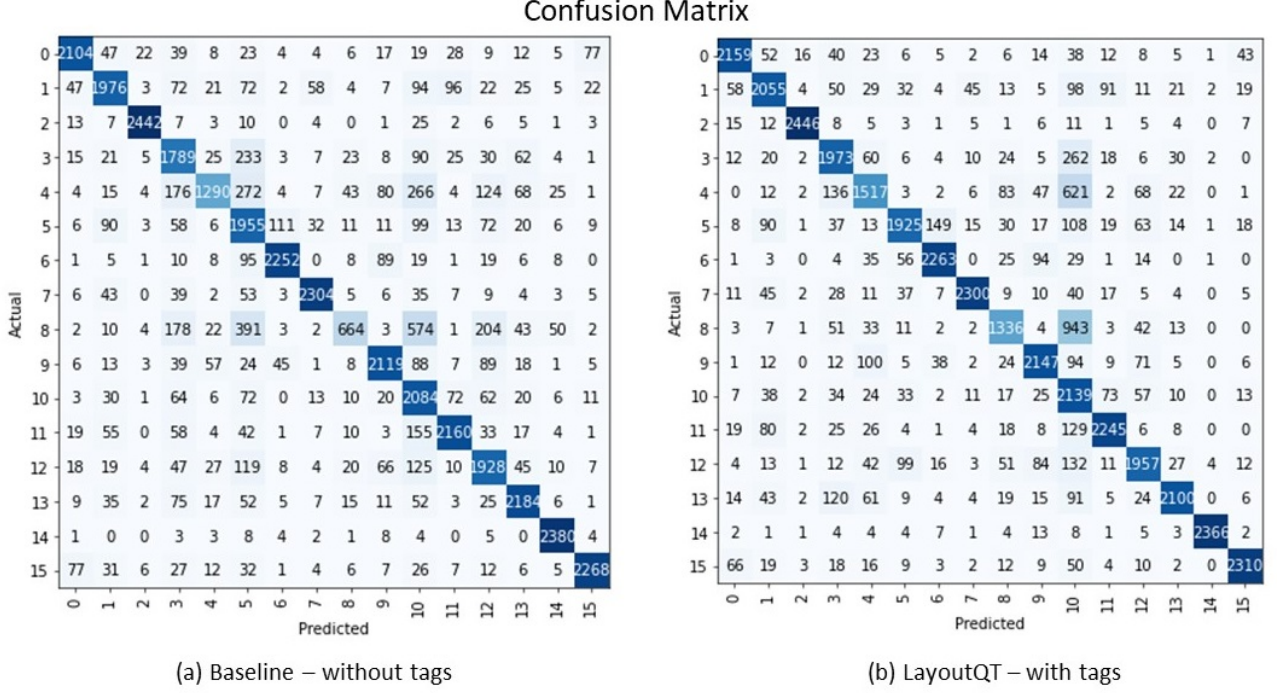 Confusion Matrix
Actual
0 2104 47 22 39 8 23 4 4 6 17 19 28 9 12 5 77
1 47 1976 3 72 21 72 2 58 4 7 94 96 22 25 5 22
2 13 7 2442 7 3 10 0 4 0 1 25 2 6 5 1 3
3 15 21 5 1789 25 233 3 7 23 8 90 25 30 62 4 1
4 4 15 4 176 1290 272 4 7 43 80 266 4 124 68 25 1
5 6 90 3 58 6 1955 111 32 11 11 99 13 72 20 6 9
6 1 5 1 10 8 95 2252 0 8 89 19 1 19 6 8 0
7 6 43 0 39 2 53 3 2304 5 6 35 7 9 4 3 5
8 2 10 4 178 22 391 3 2 664 3 574 1 204 43 50 2
9 6 13 3 39 57 24 45 1 8 2119 88 7 89 18 1 5
10 3 30 1 64 6 72 0 13 10 20 2084 72 62 20 6 11
11 19 55 0 58 4 42 1 7 10 3 155 2160 33 17 4 1
12 18 19 4 47 27 119 8 4 20 66 125 10 1928 45 10 7
13 9 35 2 75 17 52 5 7 15 11 52 3 25 2184 6 1
14 1 0 0 3 3 8 4 2 1 8 4 0 5 0 2380 4
15 77 31 6 27 12 32 1 4 6 7 26 7 12 6 5 2268
0 1 2 3 4 5 6 7 8 9 10 11 12 13 14 15
Predicted
(a) Baseline – without tags
Actual
0 2159 52 16 40 23 6 5 2 6 14 38 12 8 5 1 43
1 58 2055 4 50 29 32 4 45 13 5 98 91 11 21 2 19
2 15 12 2446 8 5 3 1 5 1 6 11 1 5 4 0 7
3 12 20 2 1973 60 6 4 10 24 5 262 18 6 30 2 0
4 0 12 2 136 1517 3 2 6 83 47 621 2 68 22 0 1
5 8 90 1 37 13 1925 149 15 30 17 108 19 63 14 1 18
6 1 3 0 4 35 56 2263 0 25 94 29 1 14 0 1 0
7 11 45 2 28 11 37 7 2300 9 10 40 17 5 4 0 5
8 3 7 1 51 33 11 2 2 1336 4 943 3 42 13 0 0
9 1 12 0 12 100 5 38 2 24 2147 94 9 71 5 0 6
10 7 38 2 34 24 33 2 11 17 25 2139 73 57 10 0 13
11 19 80 2 25 26 4 1 4 18 8 129 2245 6 8 0 0
12 4 13 1 12 42 99 16 3 51 84 132 11 1957 27 4 12
13 14 43 2 120 61 9 4 4 19 15 91 5 24 2100 0 6
14 2 1 1 4 4 4 7 1 4 13 8 1 5 3 2366 2
15 66 19 3 18 16 9 3 2 12 9 50 4 10 2 0 2310
0 1 2 3 4 5 6 7 8 9 10 11 12 13 14 15
Predicted
(b) LayoutQT – with tags